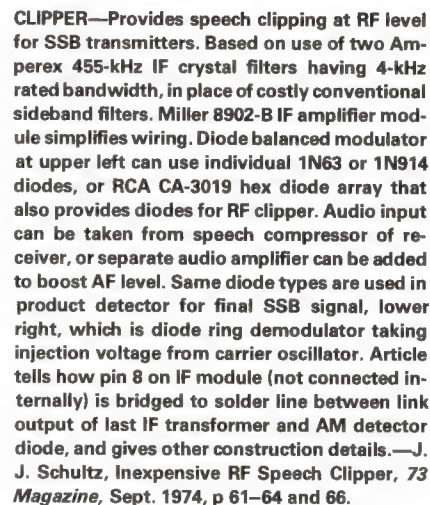 CLIPPER—Provides speech clipping at RF level
for SSB transmitters. Based on use of two Am-
perex 455-kHz IF crystal filters having 4-kHz
rated bandwidth, in place of costly conventional
sideband filters. Miller 8902-B IF amplifier mod-
ule simplifies wiring. Diode balanced modulator
at upper left can use individual 1N63 or 1N914
diodes, or RCA CA-3019 hex diode array that
also provides diodes for RF clipper. Audio input
can be taken from speech compressor of re-
ceiver, or separate audio amplifier can be added
to boost AF level. Same diode types are used in
product detector for final SSB signal, lower
right, which is diode ring demodulator taking
injection voltage from carrier oscillator. Article
tells how pin 8 on IF module (not connected in-
ternally) is bridged to solder line between link
output of last IF transformer and AM detector
diode, and gives other construction details.—J.
J. Schultz, Inexpensive RF Speech Clipper, 73
Magazine, Sept. 1974, p 61–64 and 66.